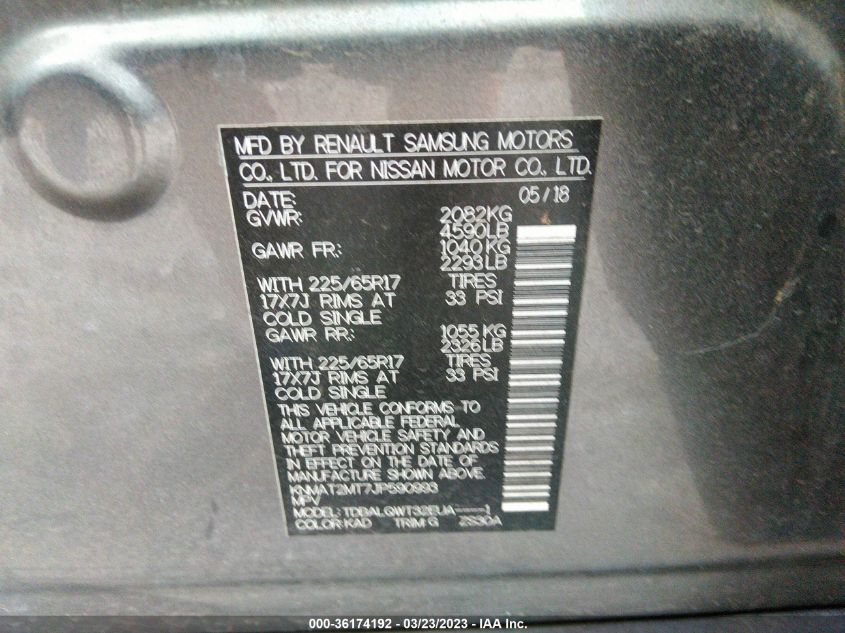 MFD BY RENAULT SAMSUNG MOTORS
CO., LTD. FOR NISSAN MOTOR CO., LTD.
DATE: 05/18
GVWR: 2082KG
4590LB
GAWR FR.: 1040KG
2293LB
WITH 225/65R17 TIRES
17X7J RIMS AT 33 PSI
COLD SINGLE
GAWR RR.: 1055KG
2326LB
WITH 225/65R17 TIRES
17X7J RIMS AT 33 PSI
COLD SINGLE
THIS VEHICLE CONFORMS TO
ALL APPLICABLE FEDERAL
MOTOR VEHICLE SAFETY AND
THEFT PREVENTION STANDARDS
IN EFFECT ON THE DATE OF
MANUFACTURE SHOWN ABOVE.
KNMAT2MT7JP590993
MPV
MODEL: TDBALGWT32EUA-----1
COLOR:KAD TRIM:G ZS30A
000-36174192 - 03/23/2023 - IAA Inc.